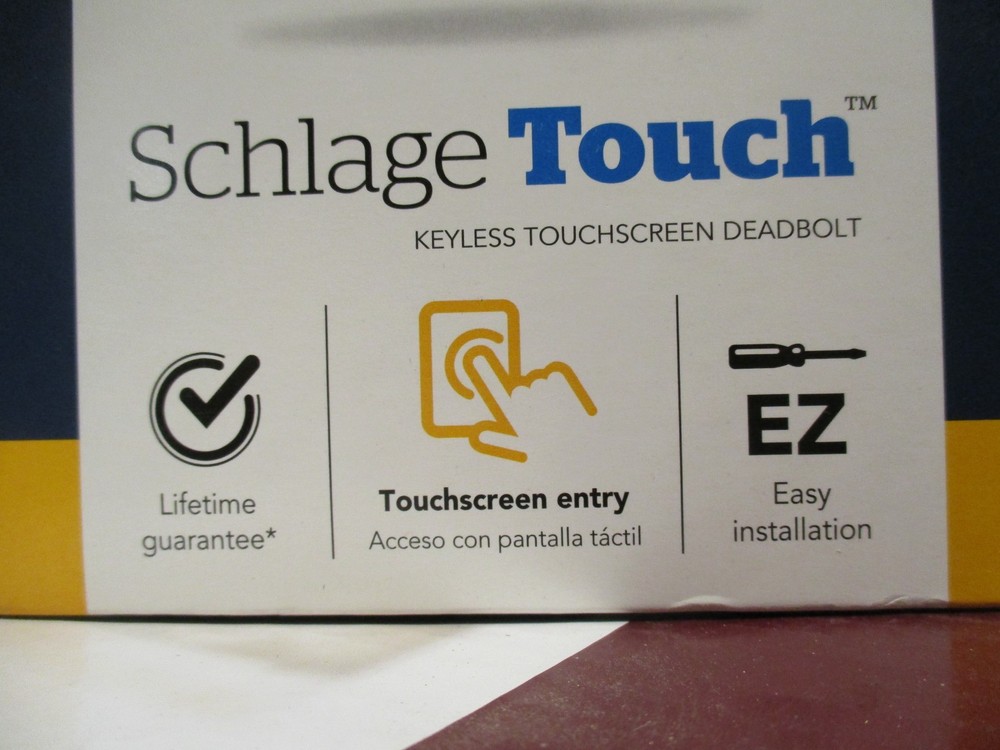 Schlage Touch™
KEYLESS TOUCHSCREEN DEADBOLT
Lifetime
guarantee*
Touchscreen entry
Acceso con pantalla táctil
EZ
Easy
installation